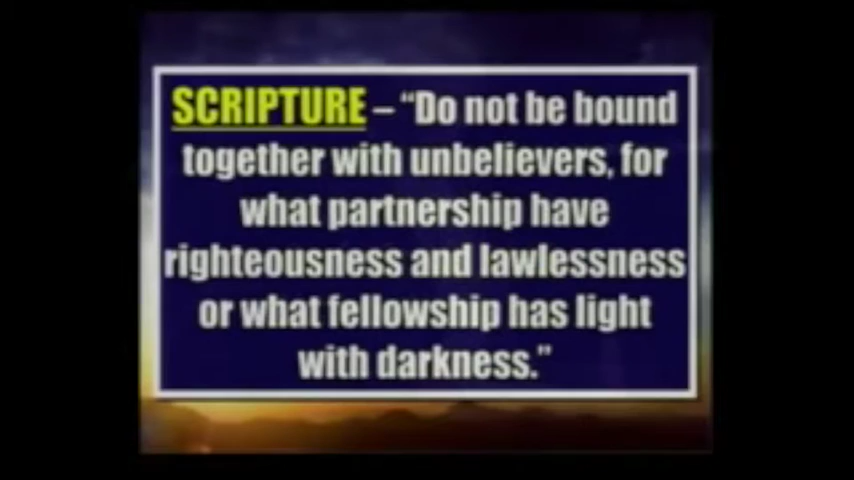 SCRIPTURE – “Do not be bound
together with unbelievers, for
what partnership have
righteousness and lawlessness
or what fellowship has light
with darkness.”